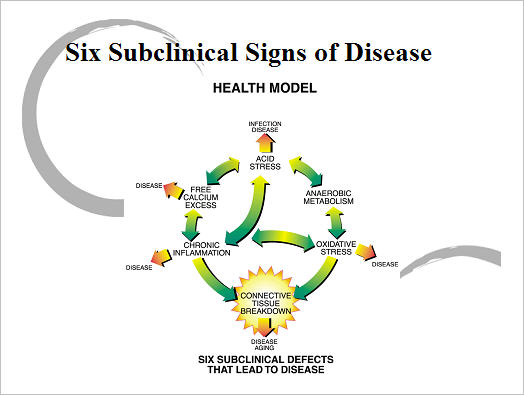 Six Subclinical Signs of Disease
HEALTH MODEL
INFECTION
DISEASE
ACID
STRESS
DISEASE
FREE
CALCIUM
EXCESS
ANAEROBIC
METABOLISM
CHRONIC
INFLAMMATION
OXIDATIVE
STRESS
DISEASE
DISEASE
CONNECTIVE
TISSUE
BREAKDOWN
DISEASE
AGING
SIX SUBCLINICAL DEFECTS
THAT LEAD TO DISEASE